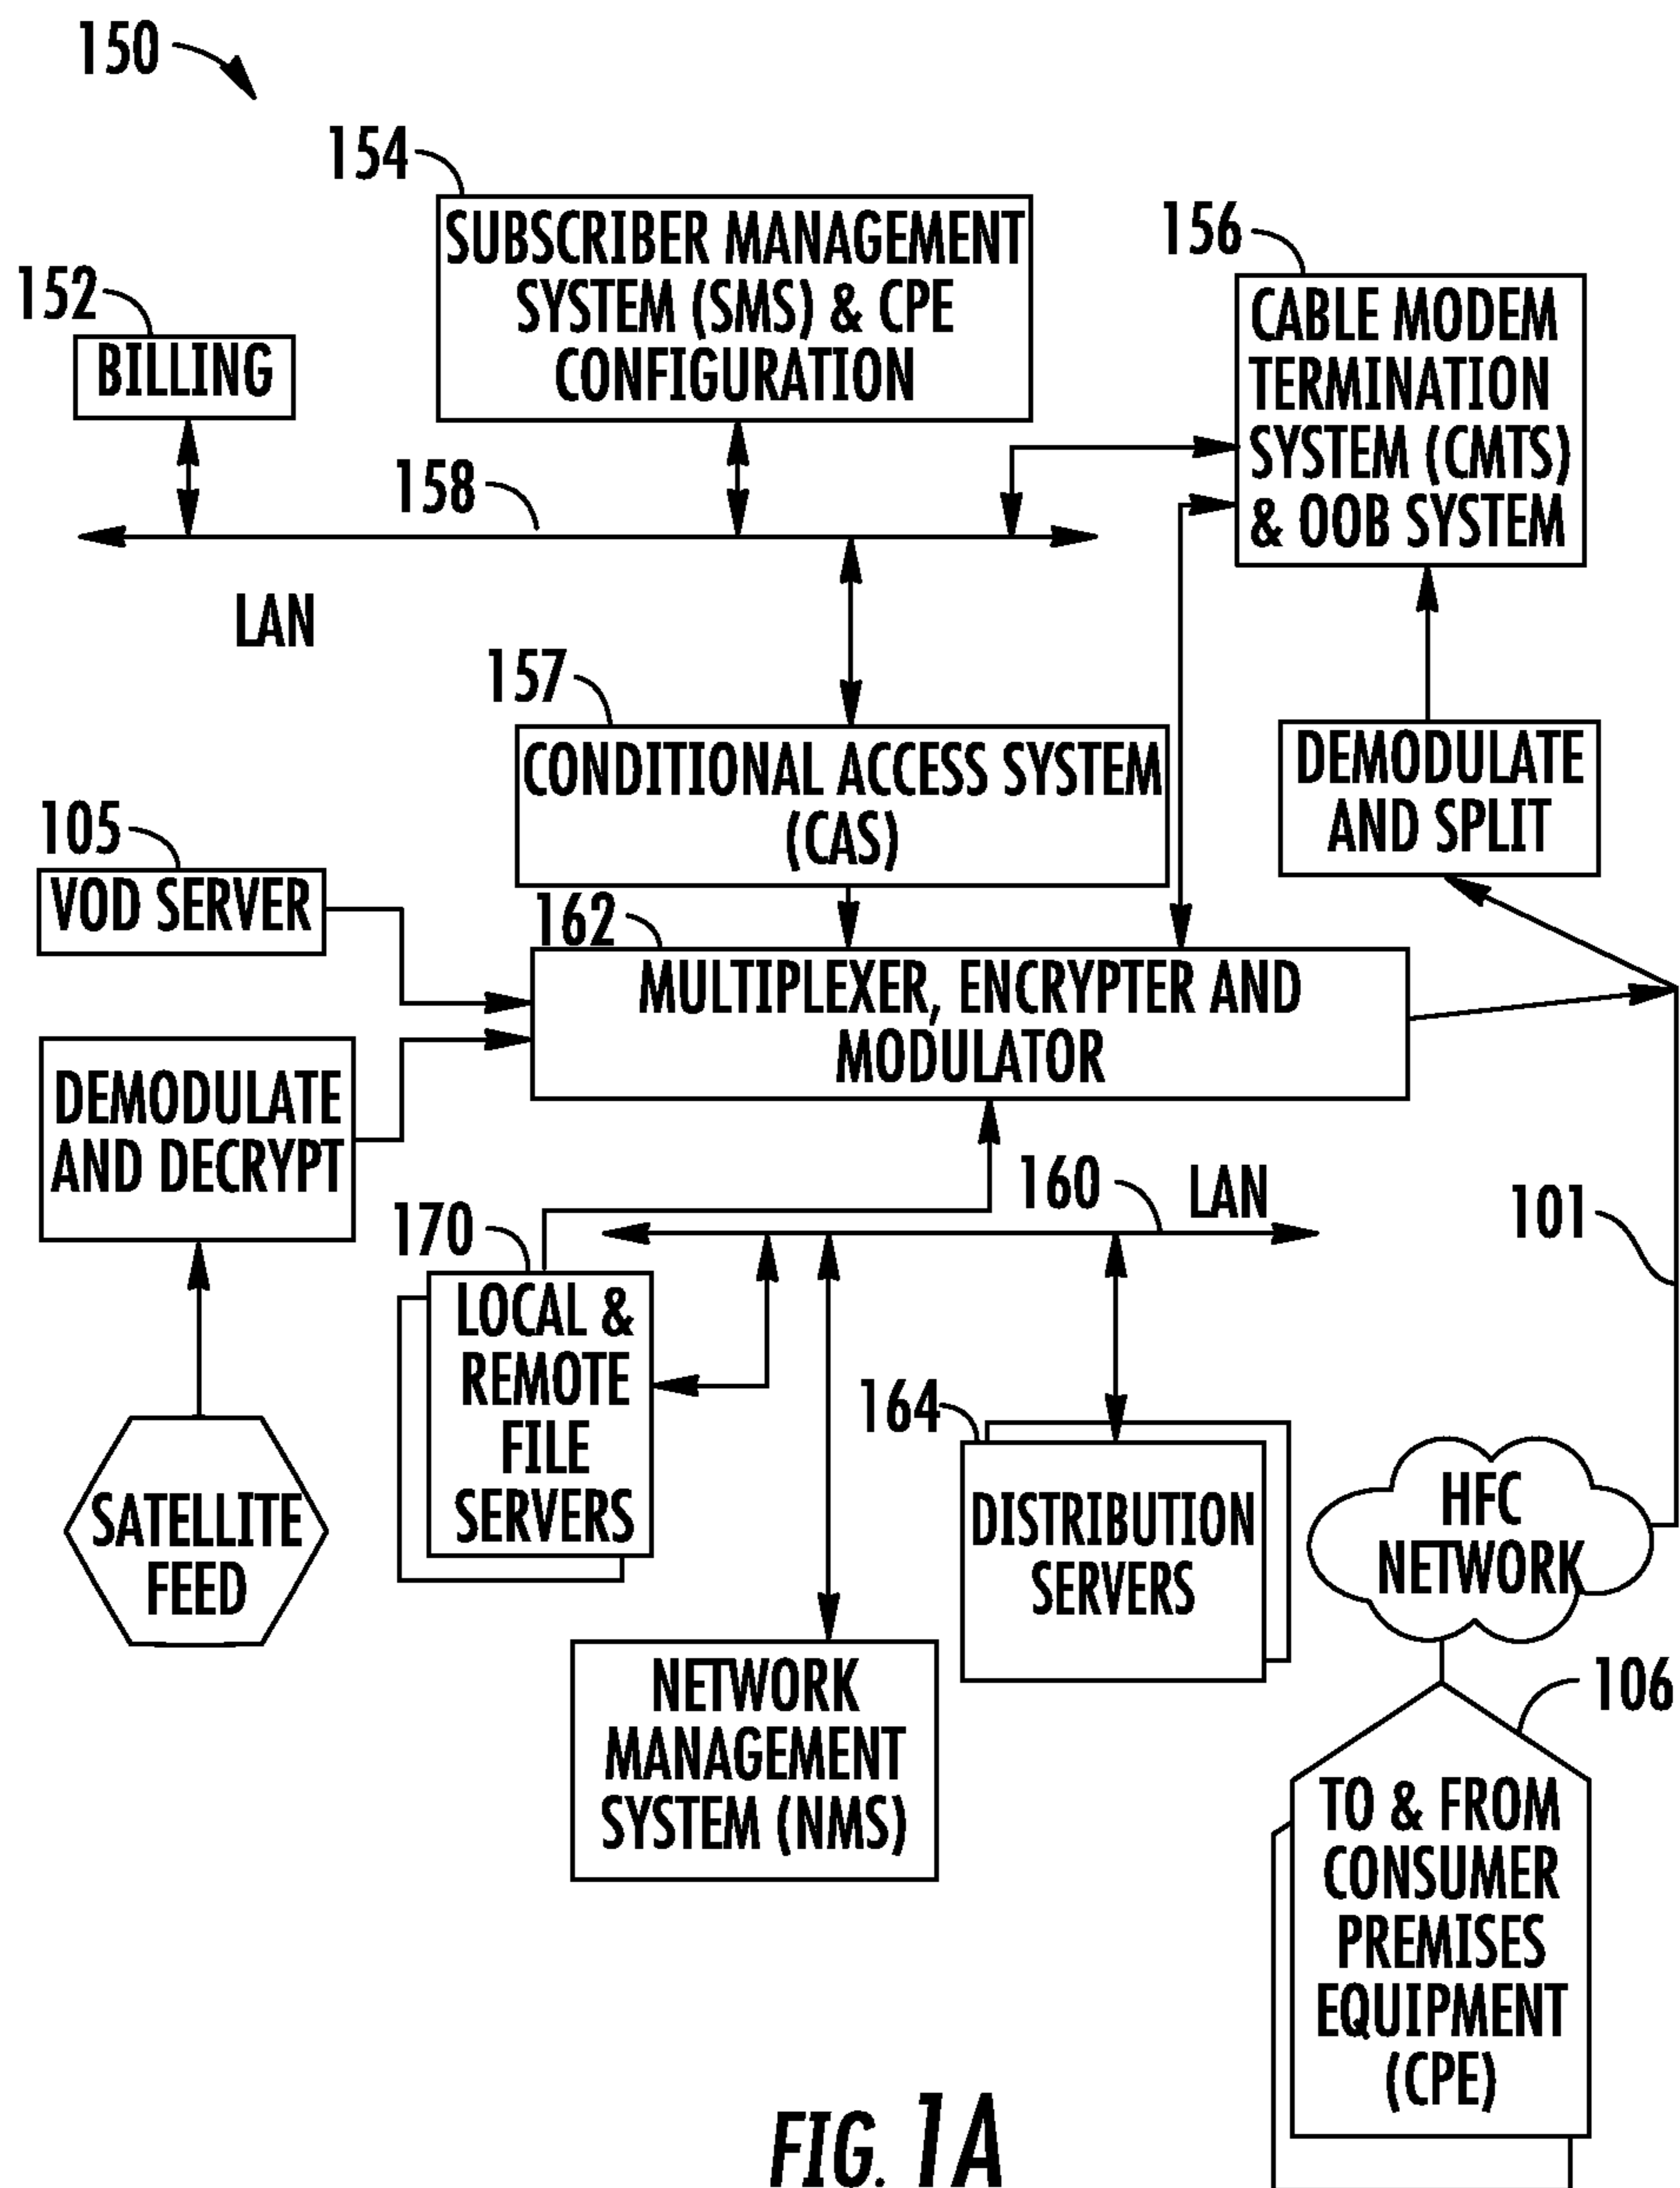 150
154
SUBSCRIBER MANAGEMENT
SYSTEM (SMS) & CPE
CONFIGURATION
156
CABLE MODEM
TERMINATION
SYSTEM (CMTS)
& OOB SYSTEM
152
BILLING
158
LAN
157
CONDITIONAL ACCESS SYSTEM
(CAS)
DEMODULATE
AND SPLIT
105
VOD SERVER
162
MULTIPLEXER, ENCRYPTER AND
MODULATOR
DEMODULATE
AND DECRYPT
160
LAN
101
170
LOCAL &
REMOTE
FILE
SERVERS
164
DISTRIBUTION
SERVERS
SATELLITE
FEED
HFC
NETWORK
NETWORK
MANAGEMENT
SYSTEM (NMS)
106
TO & FROM
CONSUMER
PREMISES
EQUIPMENT
(CPE)
FIG. 1A